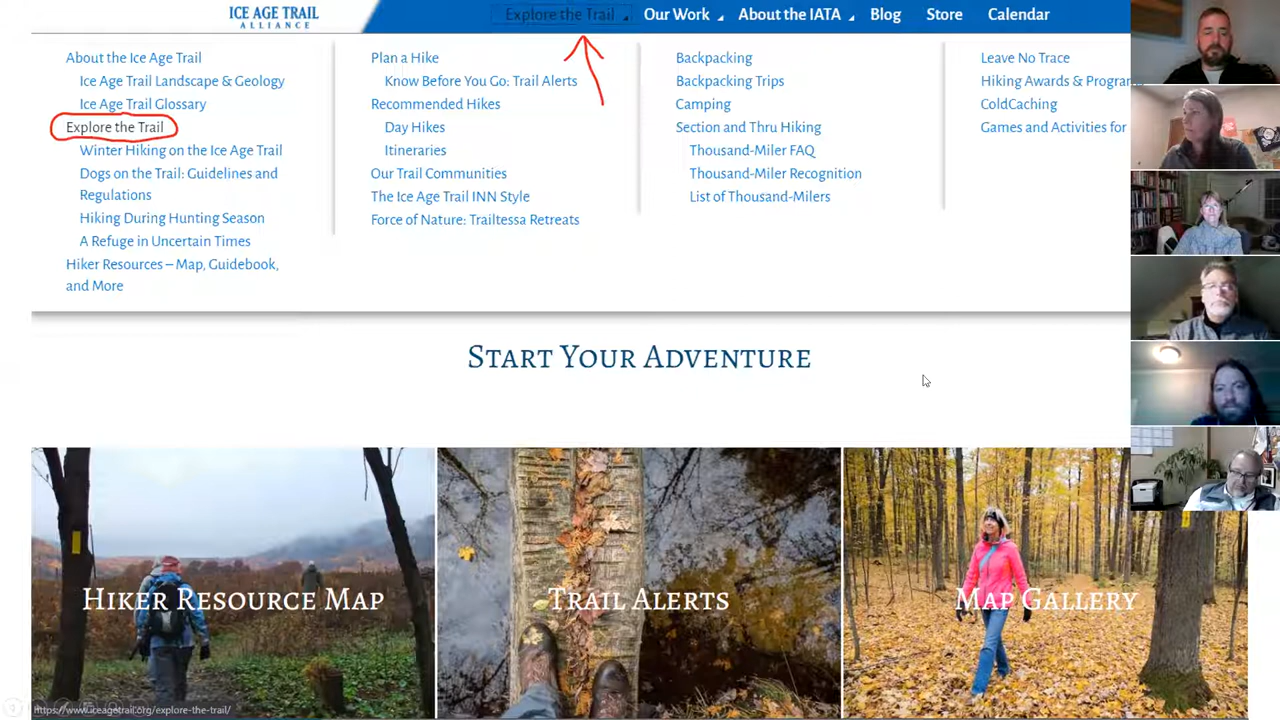 ICE AGE TRAIL
ALLIANCE
Explore the Trail
Our Work
About the IATA
Blog
Store
Calendar
About the Ice Age Trail
Ice Age Trail Landscape & Geology
Ice Age Trail Glossary
Explore the Trail
Winter Hiking on the Ice Age Trail
Dogs on the Trail: Guidelines and
Regulations
Hiking During Hunting Season
A Refuge in Uncertain Times
Hiker Resources – Map, Guidebook,
and More
Plan a Hike
Know Before You Go: Trail Alerts
Recommended Hikes
Day Hikes
Itineraries
Our Trail Communities
The Ice Age Trail INN Style
Force of Nature: Trailtessa Retreats
Backpacking
Backpacking Trips
Camping
Section and Thru Hiking
Thousand-Miler FAQ
Thousand-Miler Recognition
List of Thousand-Milers
Leave No Trace
Hiking Awards & Program
ColdCaching
Games and Activities for
START YOUR ADVENTURE
HIKER RESOURCE MAP
TRAIL ALERTS
MAP GALLERY
https://www.iceagetrail.org/explore-the-trail/